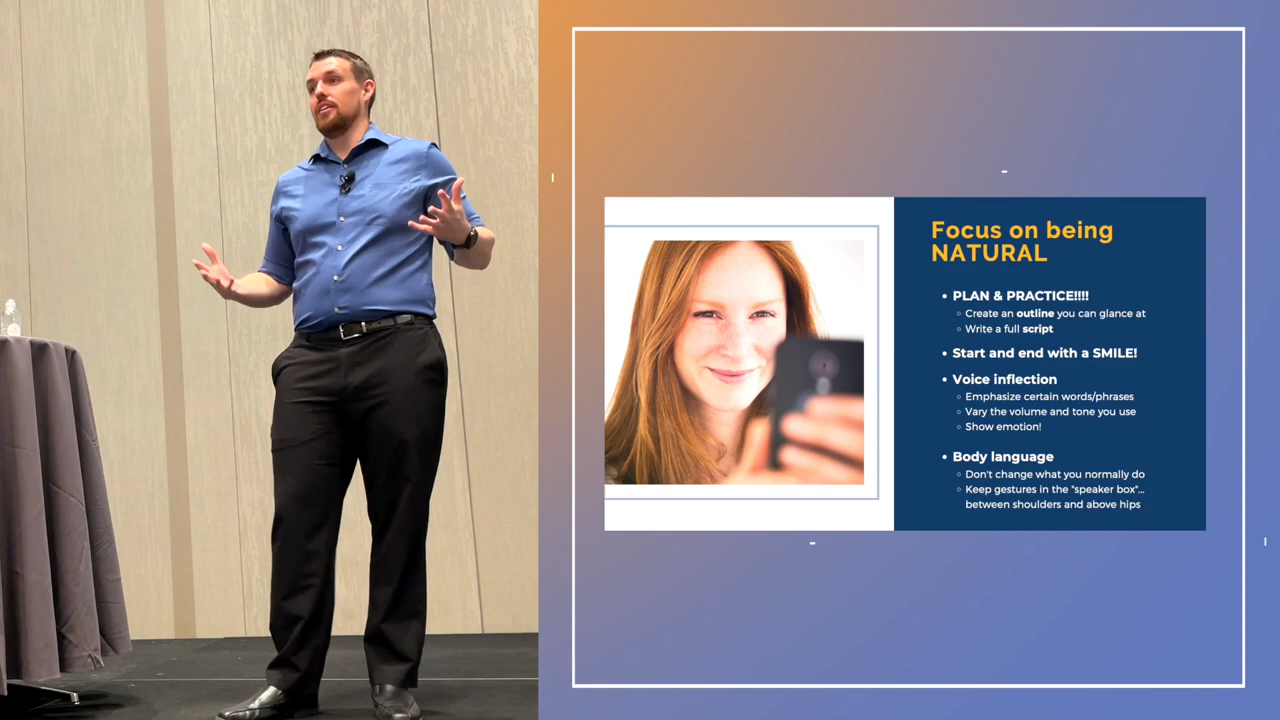 Focus on being
NATURAL
• PLAN & PRACTICE!!!!
◦ Create an outline you can glance at
◦ Write a full script
• Start and end with a SMILE!
• Voice inflection
◦ Emphasize certain words/phrases
◦ Vary the volume and tone you use
◦ Show emotion!
• Body language
◦ Don't change what you normally do
◦ Keep gestures in the "speaker box"...
between shoulders and above hips